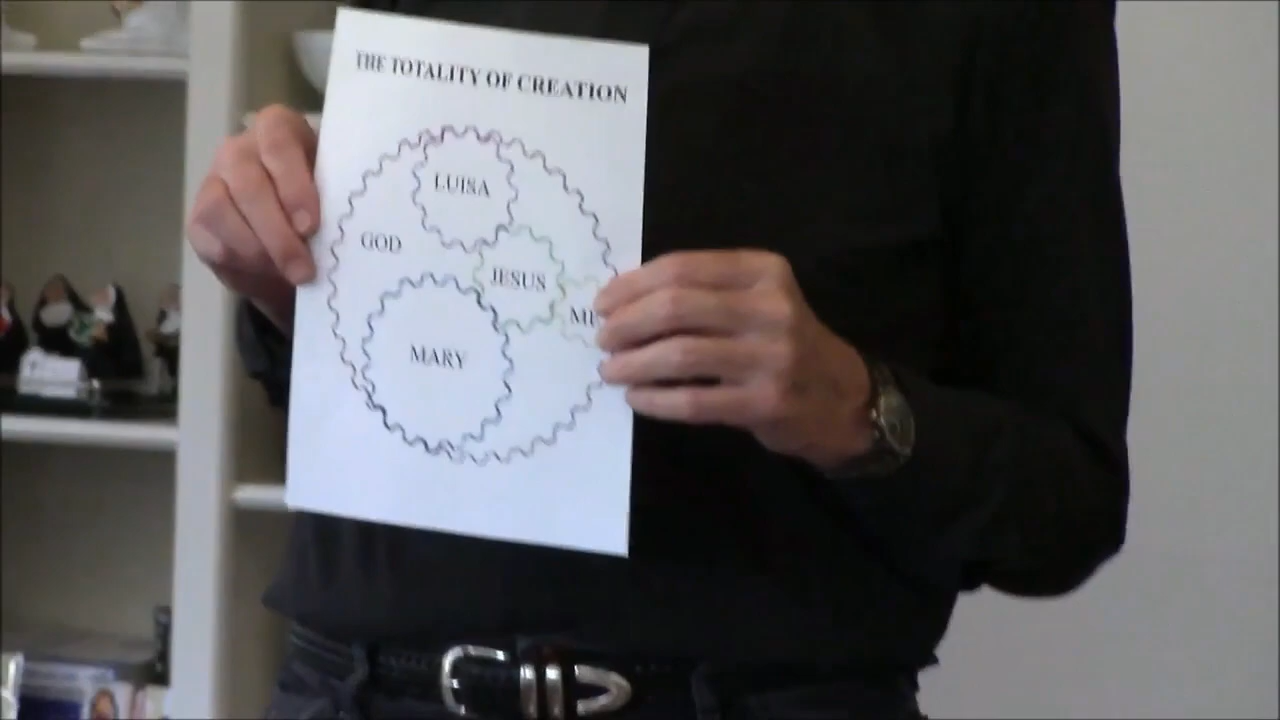 THE TOTALITY OF CREATION
LUISA
GOD
JESUS
MARY